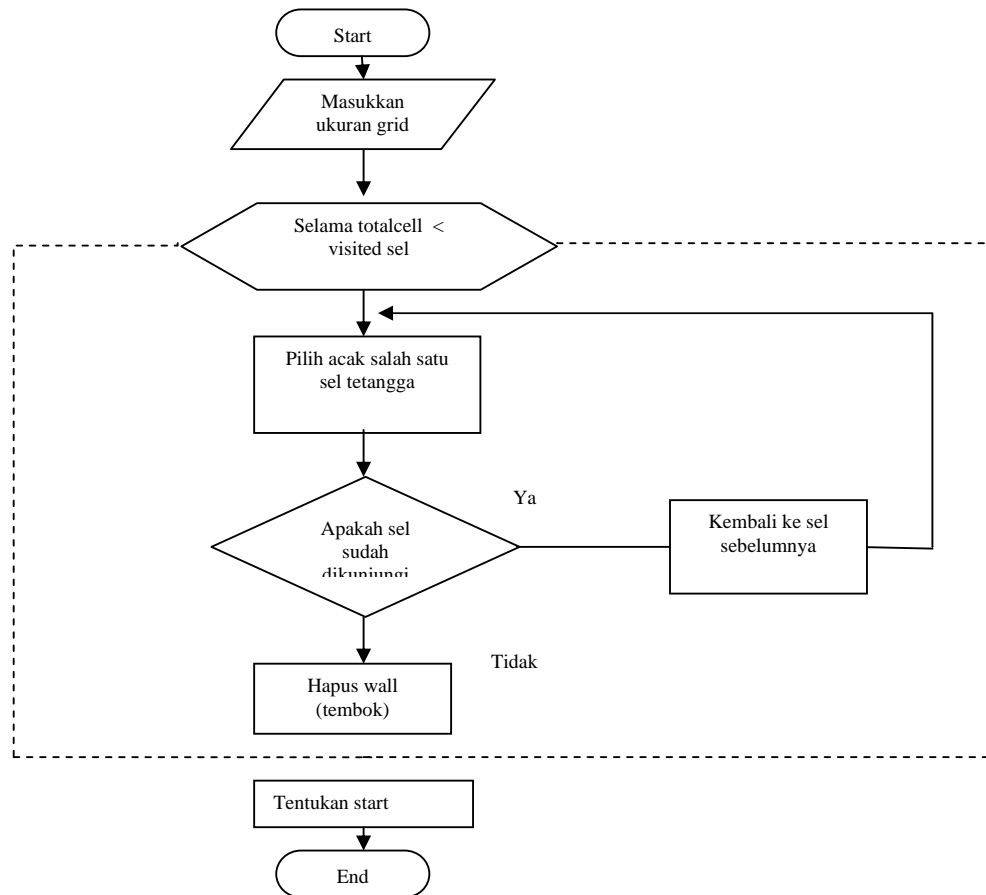 Start
Masukkan
ukuran grid
Selama totalcell <
visited sel
Pilih acak salah satu
sel tetangga
Ya
Apakah sel
sudah
dikunjungi
Kembali ke sel
sebelumnya
Tidak
Hapus wall
(tembok)
Tentukan start
End